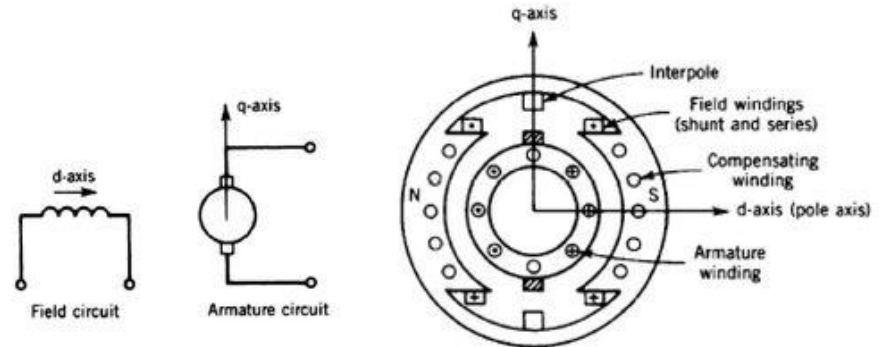 q-axis
d-axis
Field circuit
q-axis
Armature circuit
q-axis
Interpole
Field windings
(shunt and series)
Compensating
winding
N
S
d-axis (pole axis)
Armature
winding